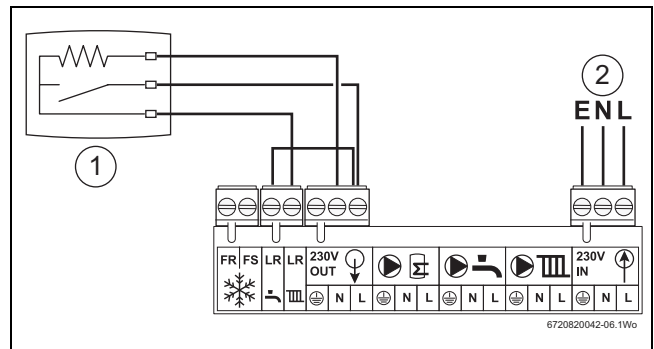 1
2
E N L
FR FS LR LR 230V OUT 230V IN
N L N L N L N L N L
6720820042-06.1Wo